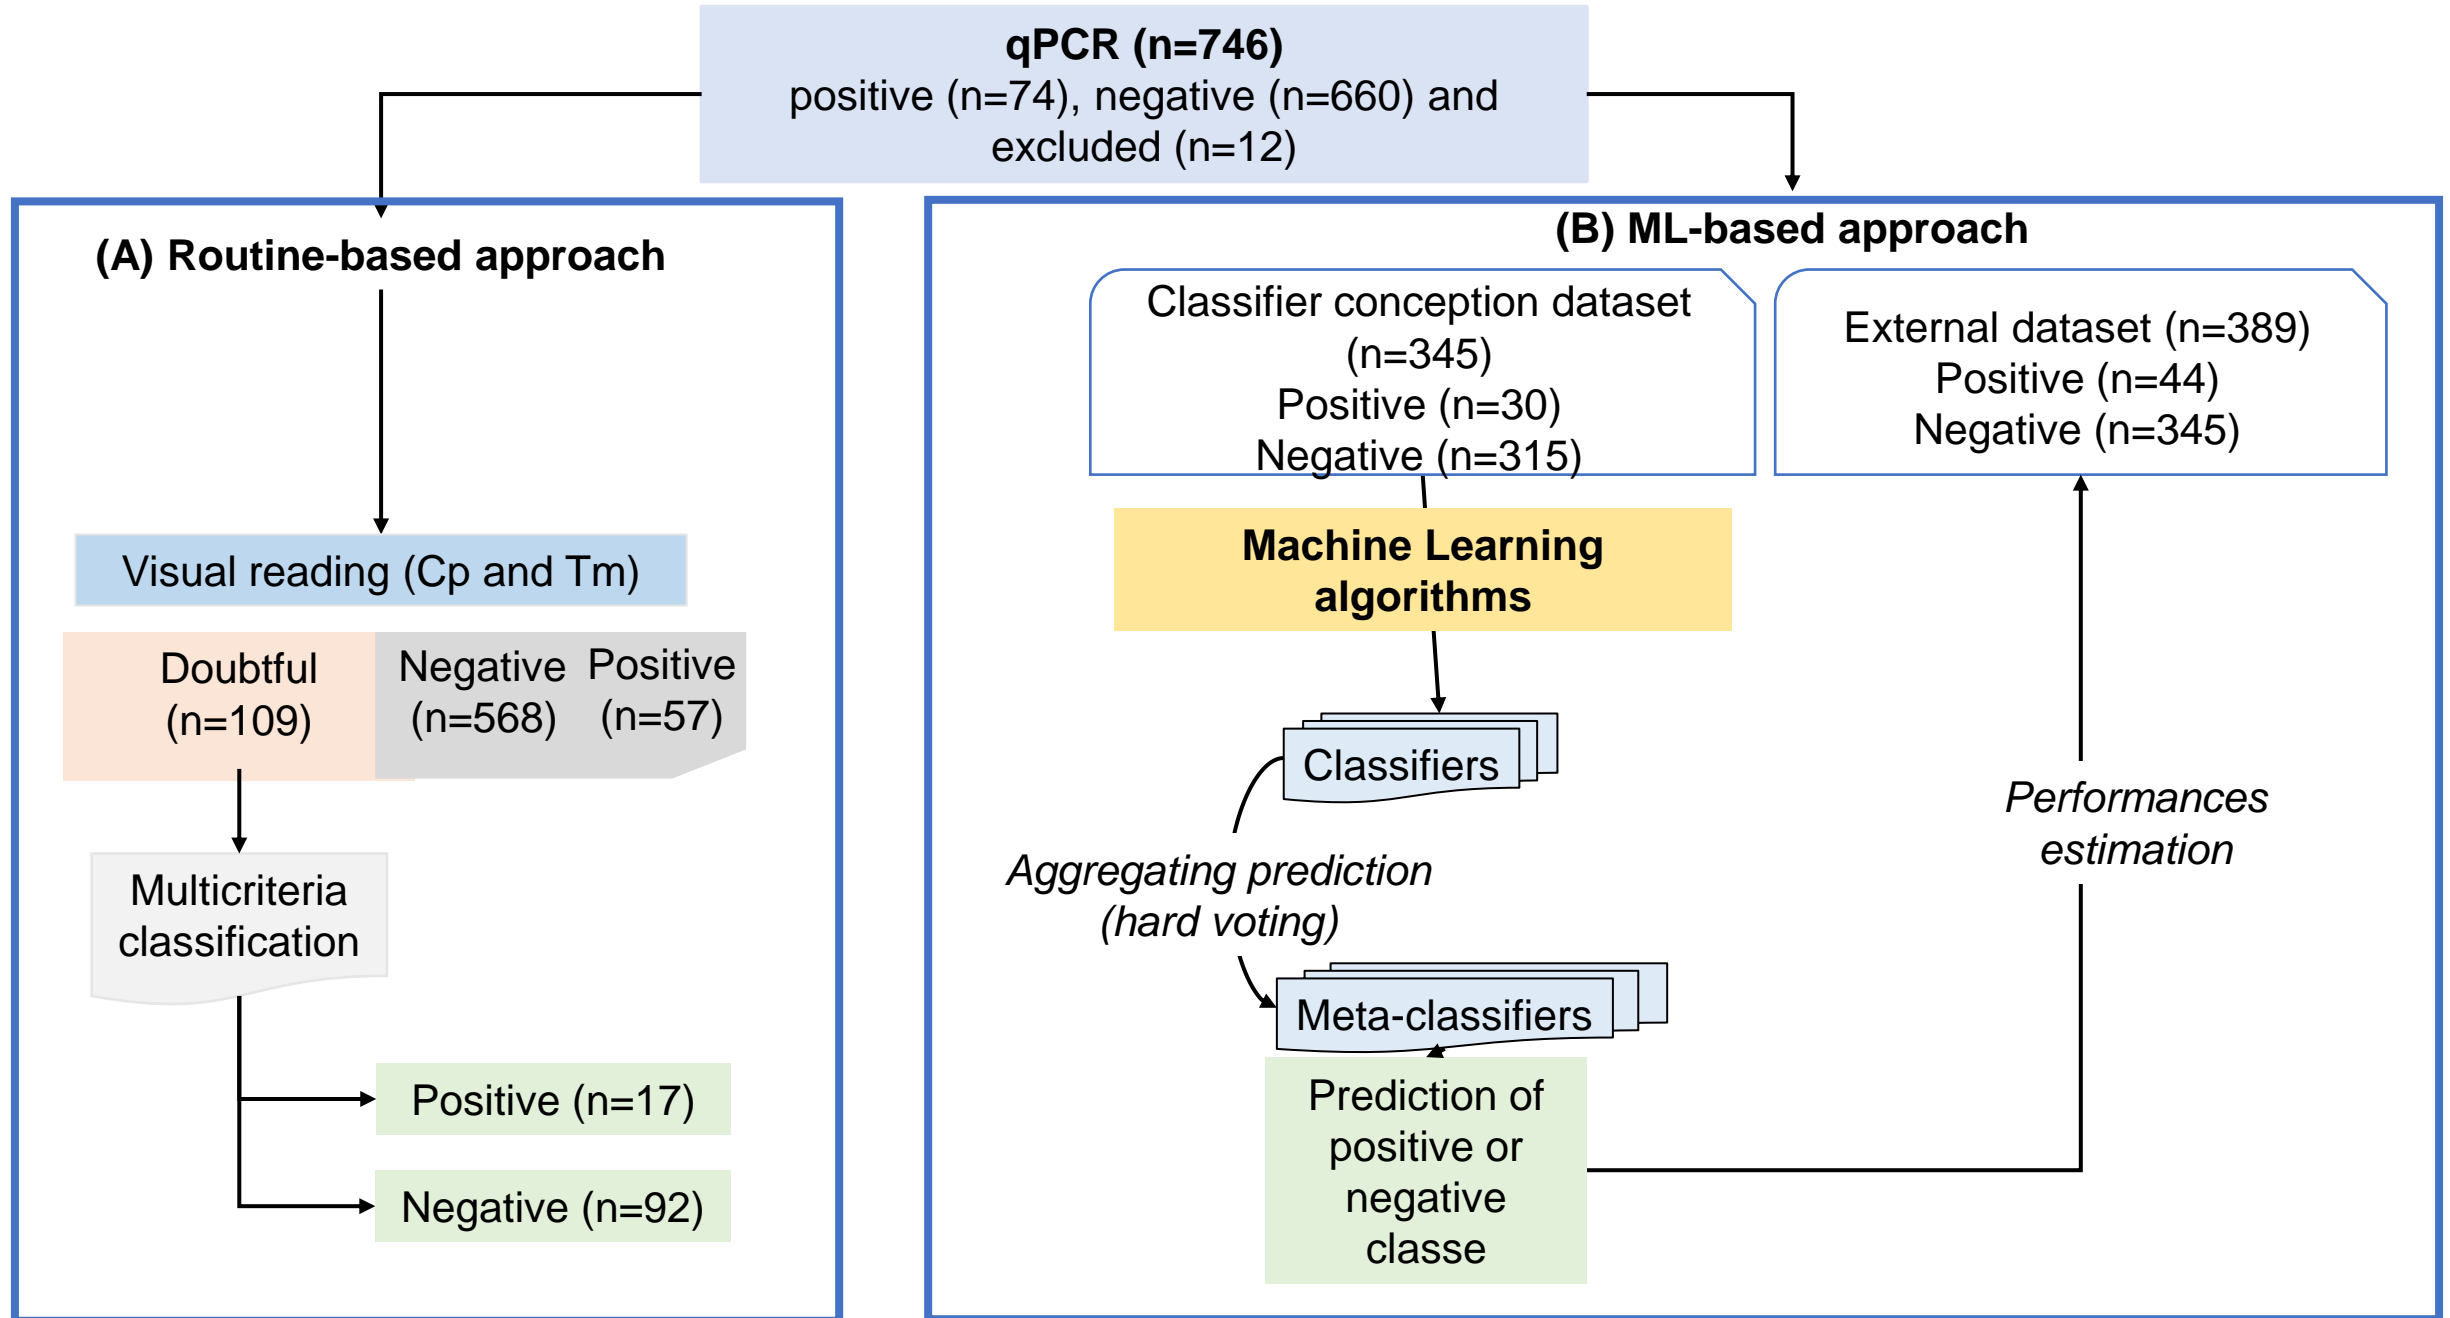 qPCR (n=746)
positive (n=74), negative (n=660) and
excluded (n=12)
(A) Routine-based approach
Visual reading (Cp and Tm)
Doubtful
(n=109)
Negative
(n=568)
Positive
(n=57)
Multicriteria
classification
Positive (n=17)
Negative (n=92)
(B) ML-based approach
Classifier conception dataset
(n=345)
Positive (n=30)
Negative (n=315)
External dataset (n=389)
Positive (n=44)
Negative (n=345)
Machine Learning
algorithms
Classifiers
Aggregating prediction
(hard voting)
Meta-classifiers
Prediction of
positive or
negative
classe
Performances
estimation